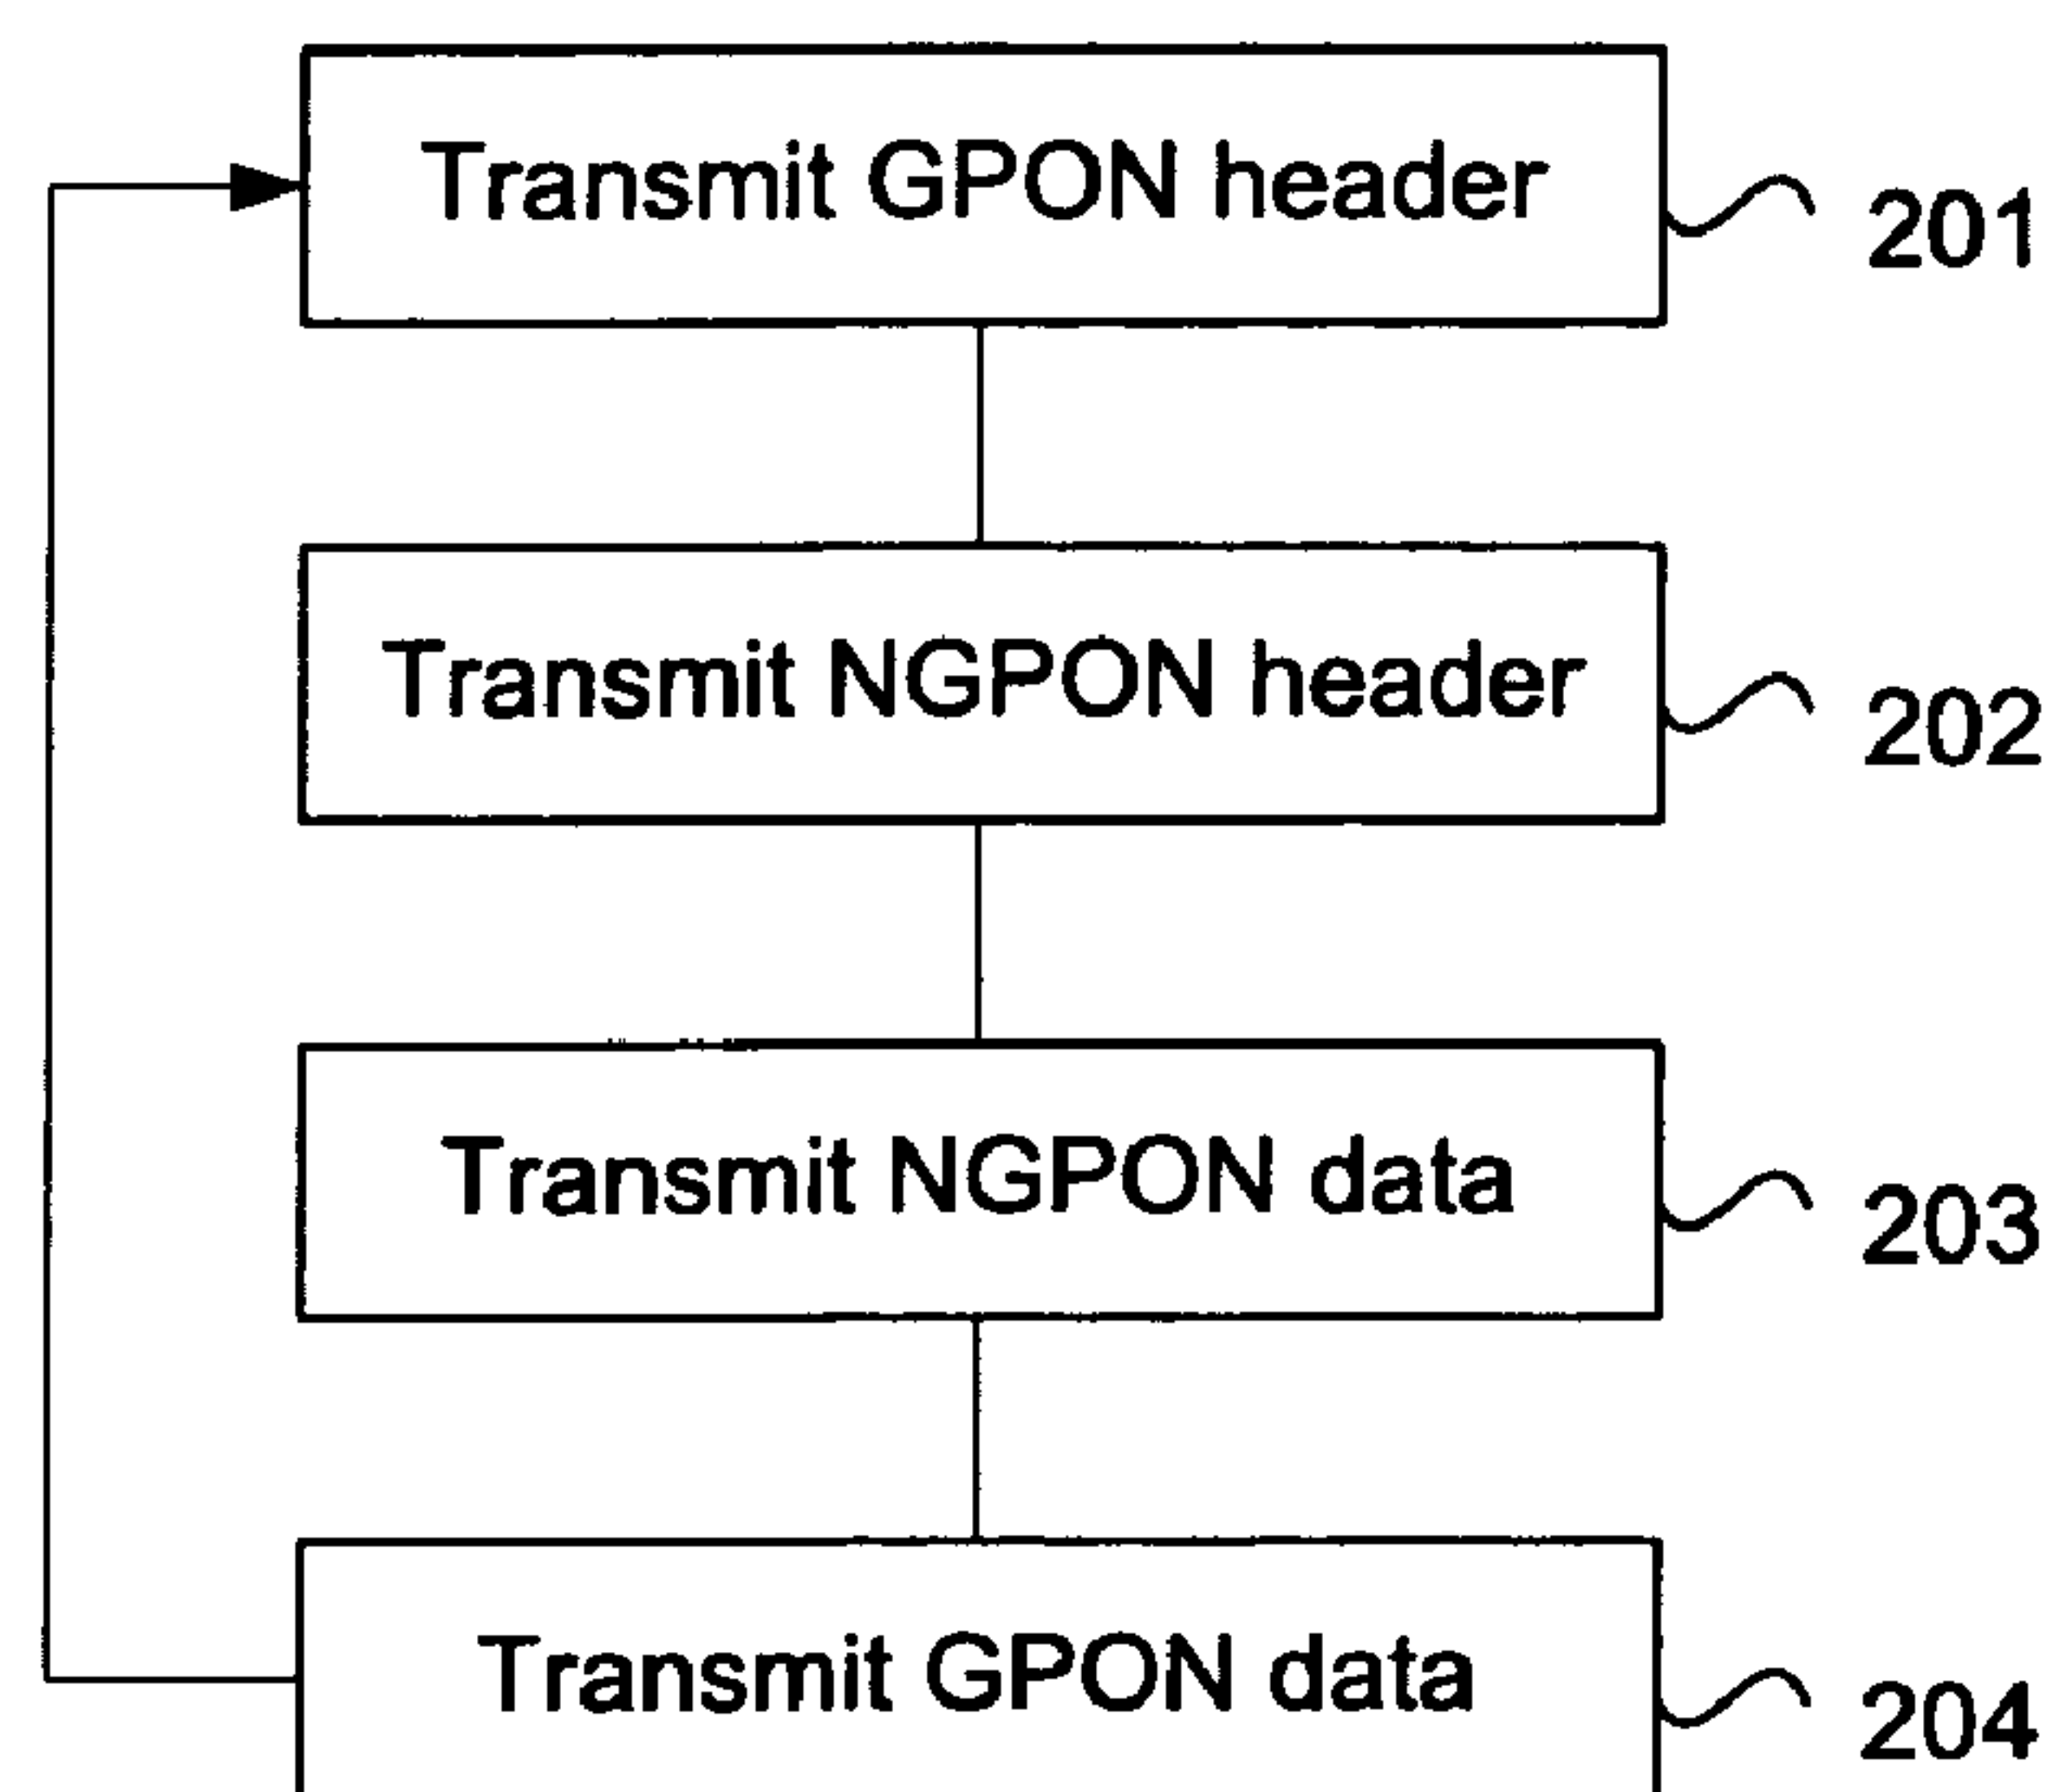 Transmit GPON header
201
Transmit NGPON header
202
Transmit NGPON data
203
Transmit GPON data
204